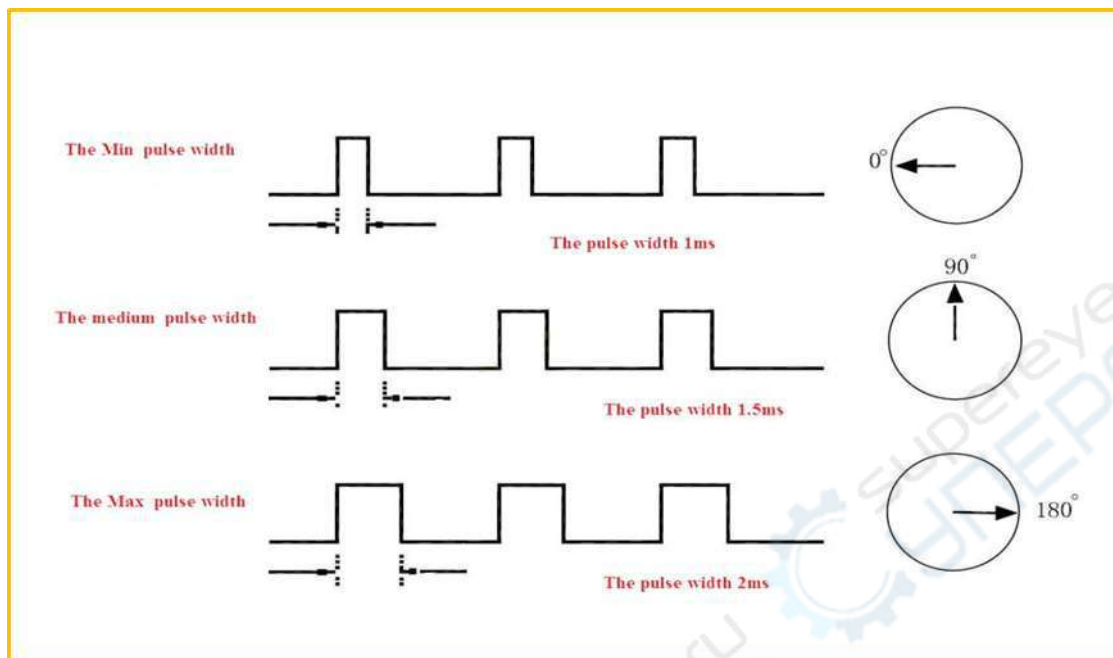 The Min pulse width
0°
The pulse width 1ms
90°
The medium pulse width
The pulse width 1.5ms
The Max pulse width
180°
The pulse width 2ms